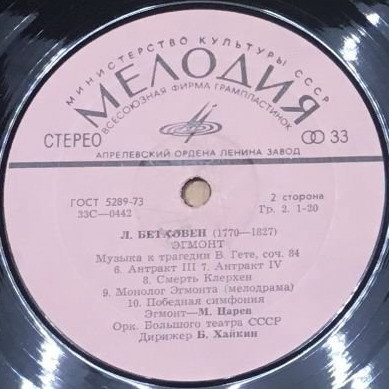 МИНИСТЕРСТВО КУЛЬТУРЫ СССР
МЕЛОДИЯ
ВСЕСОЮЗНАЯ ФИРМА ГРАМПЛАСТИНОК
СТЕРЕО 33
АПРЕЛЕВСКИЙ ОРДЕНА ЛЕНИНА ЗАВОД
ГОСТ 5289-73 2 сторона
33С—0442 Гр. 2. 1-20
Л. БЕТХОВЕН (1770—1827)
ЭГМОНТ
Музыка к трагедии В. Гете, соч. 84
6. Антракт III 7. Антракт IV
8. Смерть Клерхен
9. Монолог Эгмонта (мелодрама)
10. Победная симфония
Эгмонт—М. Царев
Орк. Большого театра СССР
Дирижер Б. Хайкин